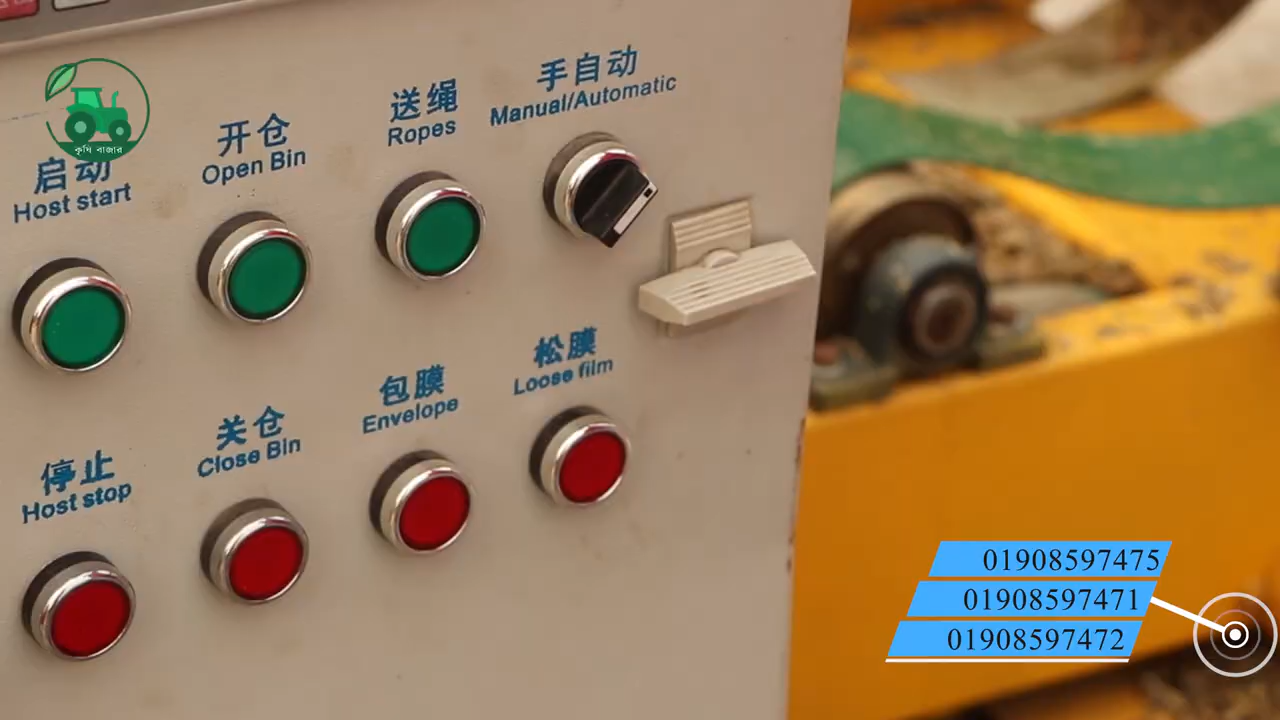 কৃষি বাজার
启动
Host start
开仓
Open Bin
送绳
Ropes
手自动
Manual/Automatic
停止
Host stop
关仓
Close Bin
包膜
Envelope
松膜
Loose film
01908597475
01908597471
01908597472